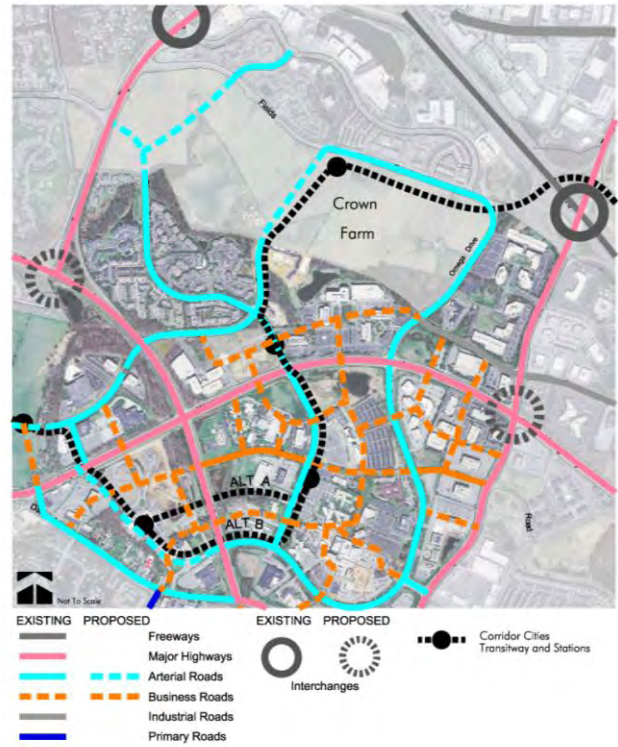 Fields
Crown
Farm
Omega Drive
ALT A
ALT B
Road
Not To Scale
EXISTING PROPOSED
Freeways
Major Highways
Arterial Roads
Business Roads
Industrial Roads
Primary Roads
EXISTING PROPOSED
Interchanges
Corridor Cities
Transitway and Stations